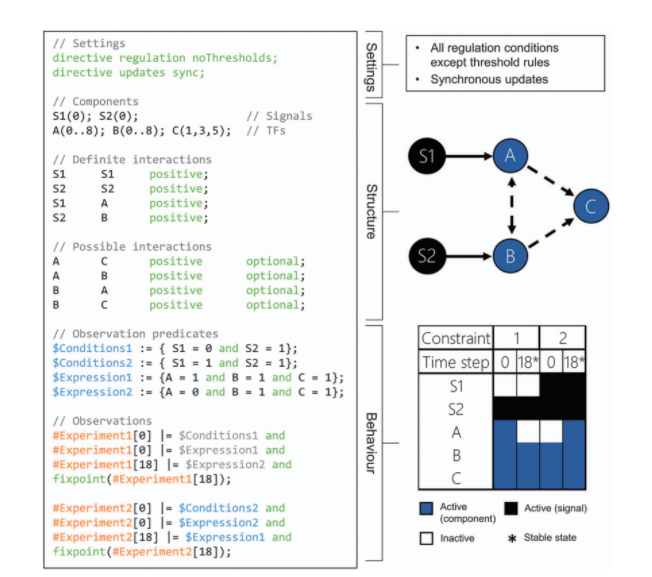 // Settings
directive regulation noThresholds;
directive updates sync;
// Components
S1(0); S2(0); // Signals
A(0..8); B(0..8); C(1,3,5); // TFs
// Definite interactions
S1 S1 positive;
S2 S2 positive;
S1 A positive;
S2 B positive;
// Possible interactions
A C positive optional;
A B positive optional;
B A positive optional;
B C positive optional;
// Observation predicates
$Conditions1 := { S1 = 0 and S2 = 1};
$Conditions2 := { S1 = 1 and S2 = 1};
$Expression1 := {A = 1 and B = 1 and C = 1};
$Expression2 := {A = 0 and B = 1 and C = 1};
// Observations
#Experiment1[0] |= $Conditions1 and
#Experiment1[0] |= $Expression1 and
#Experiment1[18] |= $Expression2 and
fixpoint(#Experiment1[18]);
#Experiment2[0] |= $Conditions2 and
#Experiment2[0] |= $Expression2 and
#Experiment2[18] |= $Expression1 and
fixpoint(#Experiment2[18]);
Settings
Structure
Behaviour
• All regulation conditions
except threshold rules
• Synchronous updates
S1
A
C
S2
B
Constraint 1 2
Time step 0 18* 0 18*
S1
S2
A
B
C
Active
(component)
Active (signal)
Inactive
* Stable state